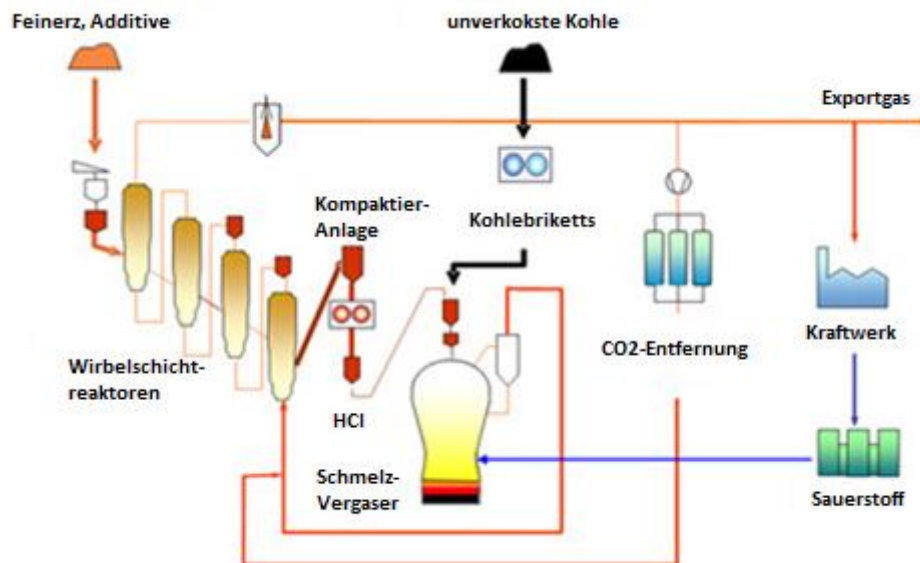 Feinerz, Additive
unverkokste Kohle
Exportgas
Kompaktier-
Anlage
Kohlebriketts
Wirbelschicht-
reaktoren
CO2-Entfernung
Kraftwerk
HCI
Schmelz-
Vergaser
Sauerstoff